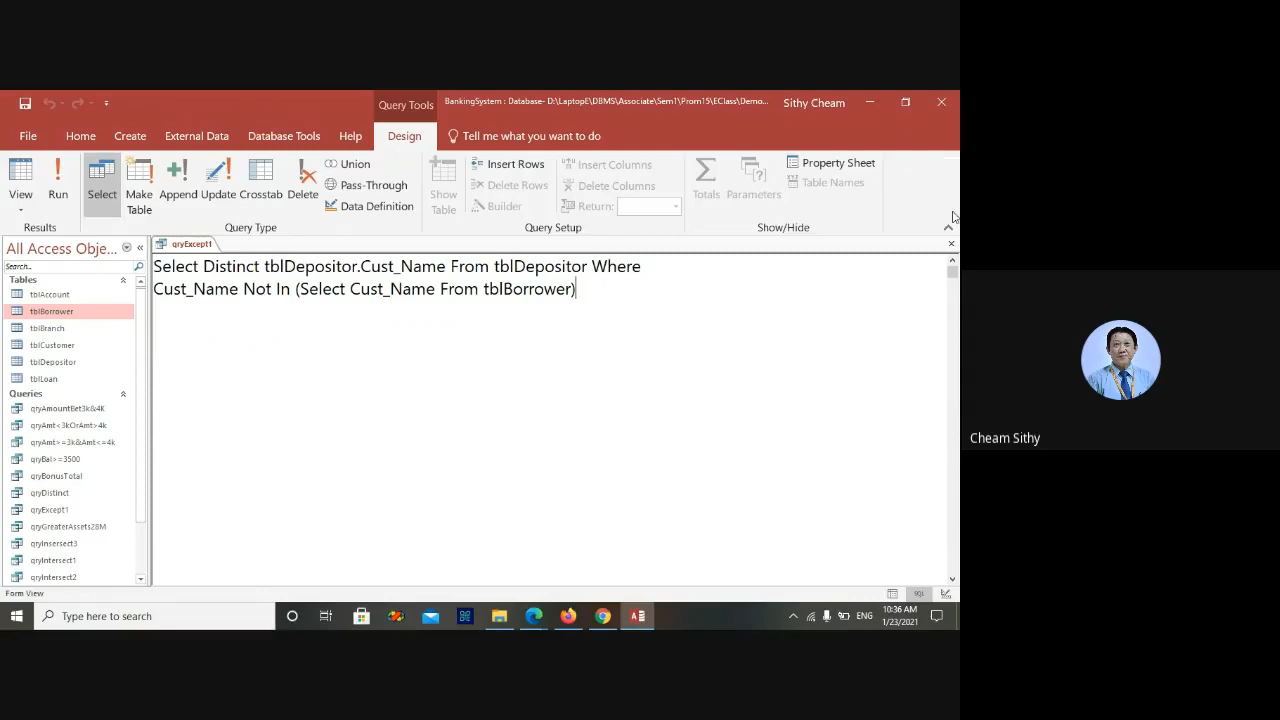 Query Tools
BankingSystem : Database- D:\LaptopE\DBMS\Associate\Sem1\Prom15\EClass\Demo...
Sithy Cheam
File
Home
Create
External Data
Database Tools
Help
Design
Tell me what you want to do
View
Run
Select
Make
Table
Append
Update
Crosstab
Delete
Union
Pass-Through
Data Definition
Show
Table
Insert Rows
Delete Rows
Builder
Insert Columns
Delete Columns
Return:
Totals
Parameters
Property Sheet
Table Names
Results
Query Type
Query Setup
Show/Hide
All Access Obje...
Search...
Tables
tblAccount
tblBorrower
tblBranch
tblCustomer
tblDepositor
tblLoan
Queries
qryAmountBet3k&4K
qryAmt<3kOrAmt>4k
qryAmt>=3k&Amt<=4k
qryBal>=3500
qryBonusTotal
qryDistinct
qryExcept1
qryGreaterAssets28M
qryInsersect3
qryIntersect1
qryIntersect2
qryExcept1
Select Distinct tblDepositor.Cust_Name From tblDepositor Where
Cust_Name Not In (Select Cust_Name From tblBorrower)
Form View
SQL
Type here to search
ENG
10:36 AM
1/23/2021
Cheam Sithy